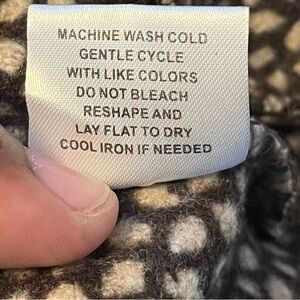 MACHINE WASH COLD
GENTLE CYCLE
WITH LIKE COLORS
DO NOT BLEACH
RESHAPE AND
LAY FLAT TO DRY
COOL IRON IF NEEDED